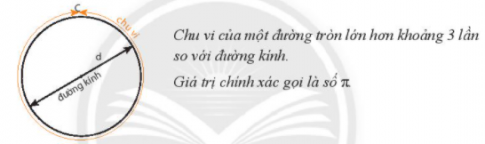 C
chu vi
d
đường kính
Chu vi của một đường tròn lớn hơn khoảng 3 lần
so với đường kính.
Giá trị chính xác gọi là số π.